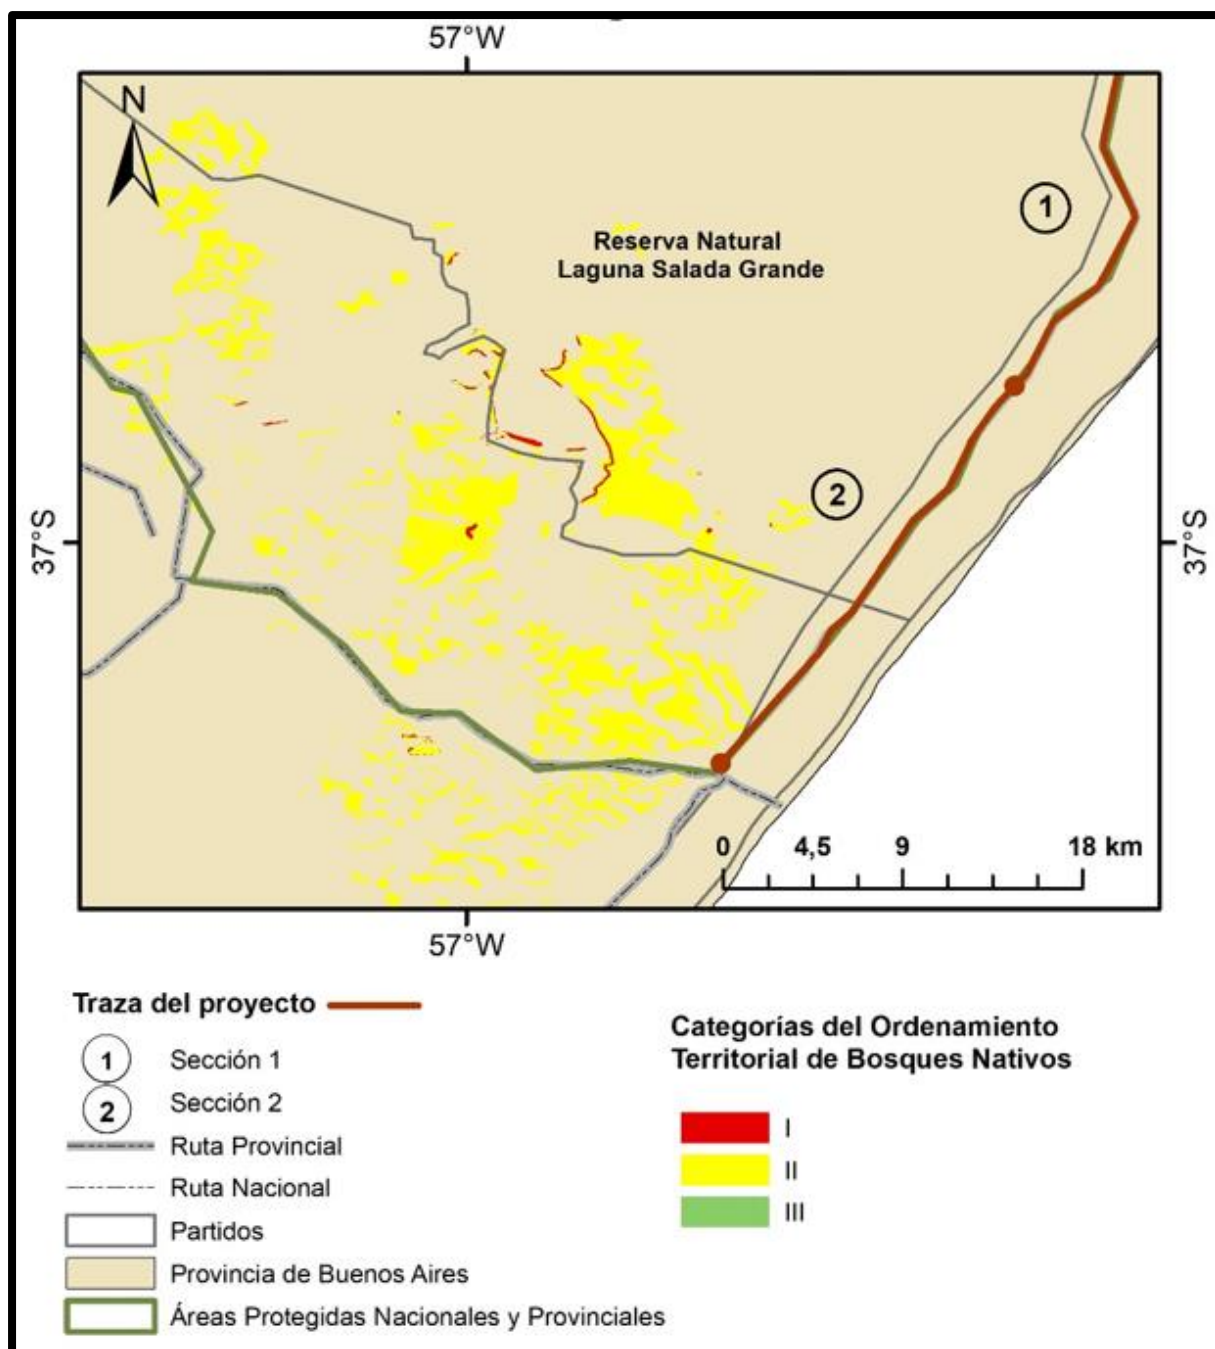 57°W
N
1
Reserva Natural
Laguna Salada Grande
2
37°S
37°S
0 4,5 9 18 km
57°W
Traza del proyecto
1 Sección 1
2 Sección 2
Ruta Provincial
Ruta Nacional
Partidos
Provincia de Buenos Aires
Áreas Protegidas Nacionales y Provinciales
Categorías del Ordenamiento
Territorial de Bosques Nativos
I
II
III